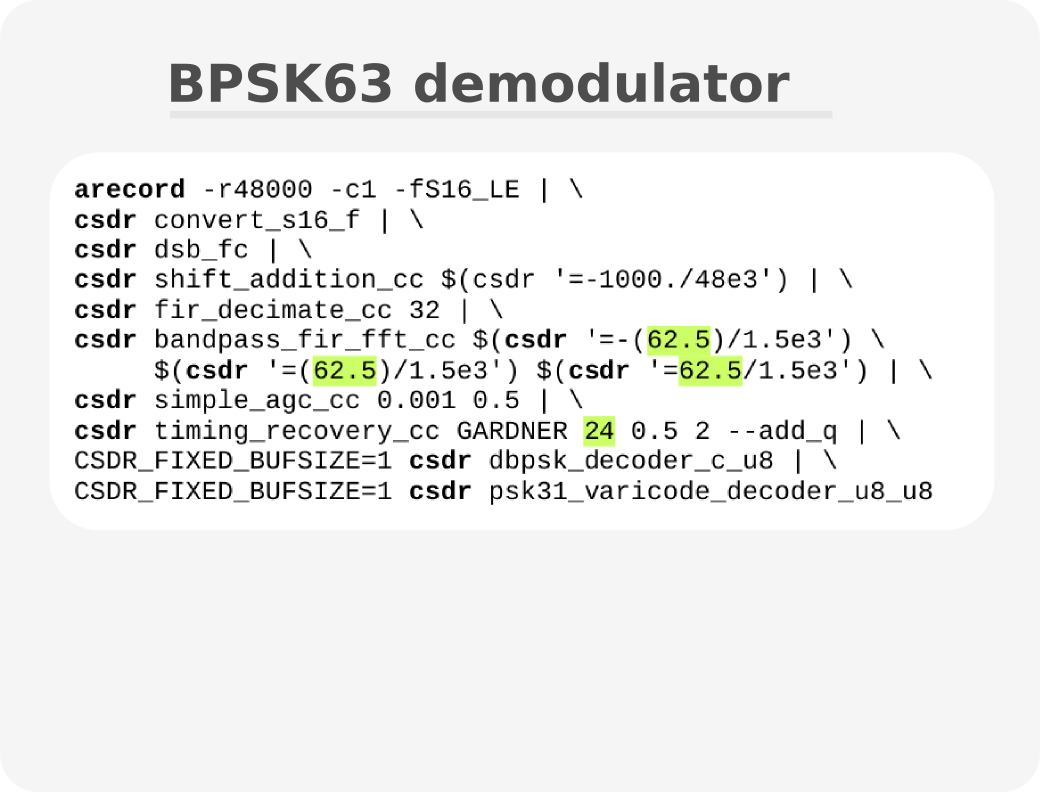 BPSK63 demodulator
arecord -r48000 -c1 -fS16_LE | \
csdr convert_s16_f | \
csdr dsb_fc | \
csdr shift_addition_cc $(csdr '=-1000./48e3') | \
csdr fir_decimate_cc 32 | \
csdr bandpass_fir_fft_cc $(csdr '=-(62.5)/1.5e3') \
$(csdr '=(62.5)/1.5e3') $(csdr '=62.5/1.5e3') | \
csdr simple_agc_cc 0.001 0.5 | \
csdr timing_recovery_cc GARDNER 24 0.5 2 --add_q | \
CSDR_FIXED_BUFSIZE=1 csdr dbpsk_decoder_c_u8 | \
CSDR_FIXED_BUFSIZE=1 csdr psk31_varicode_decoder_u8_u8